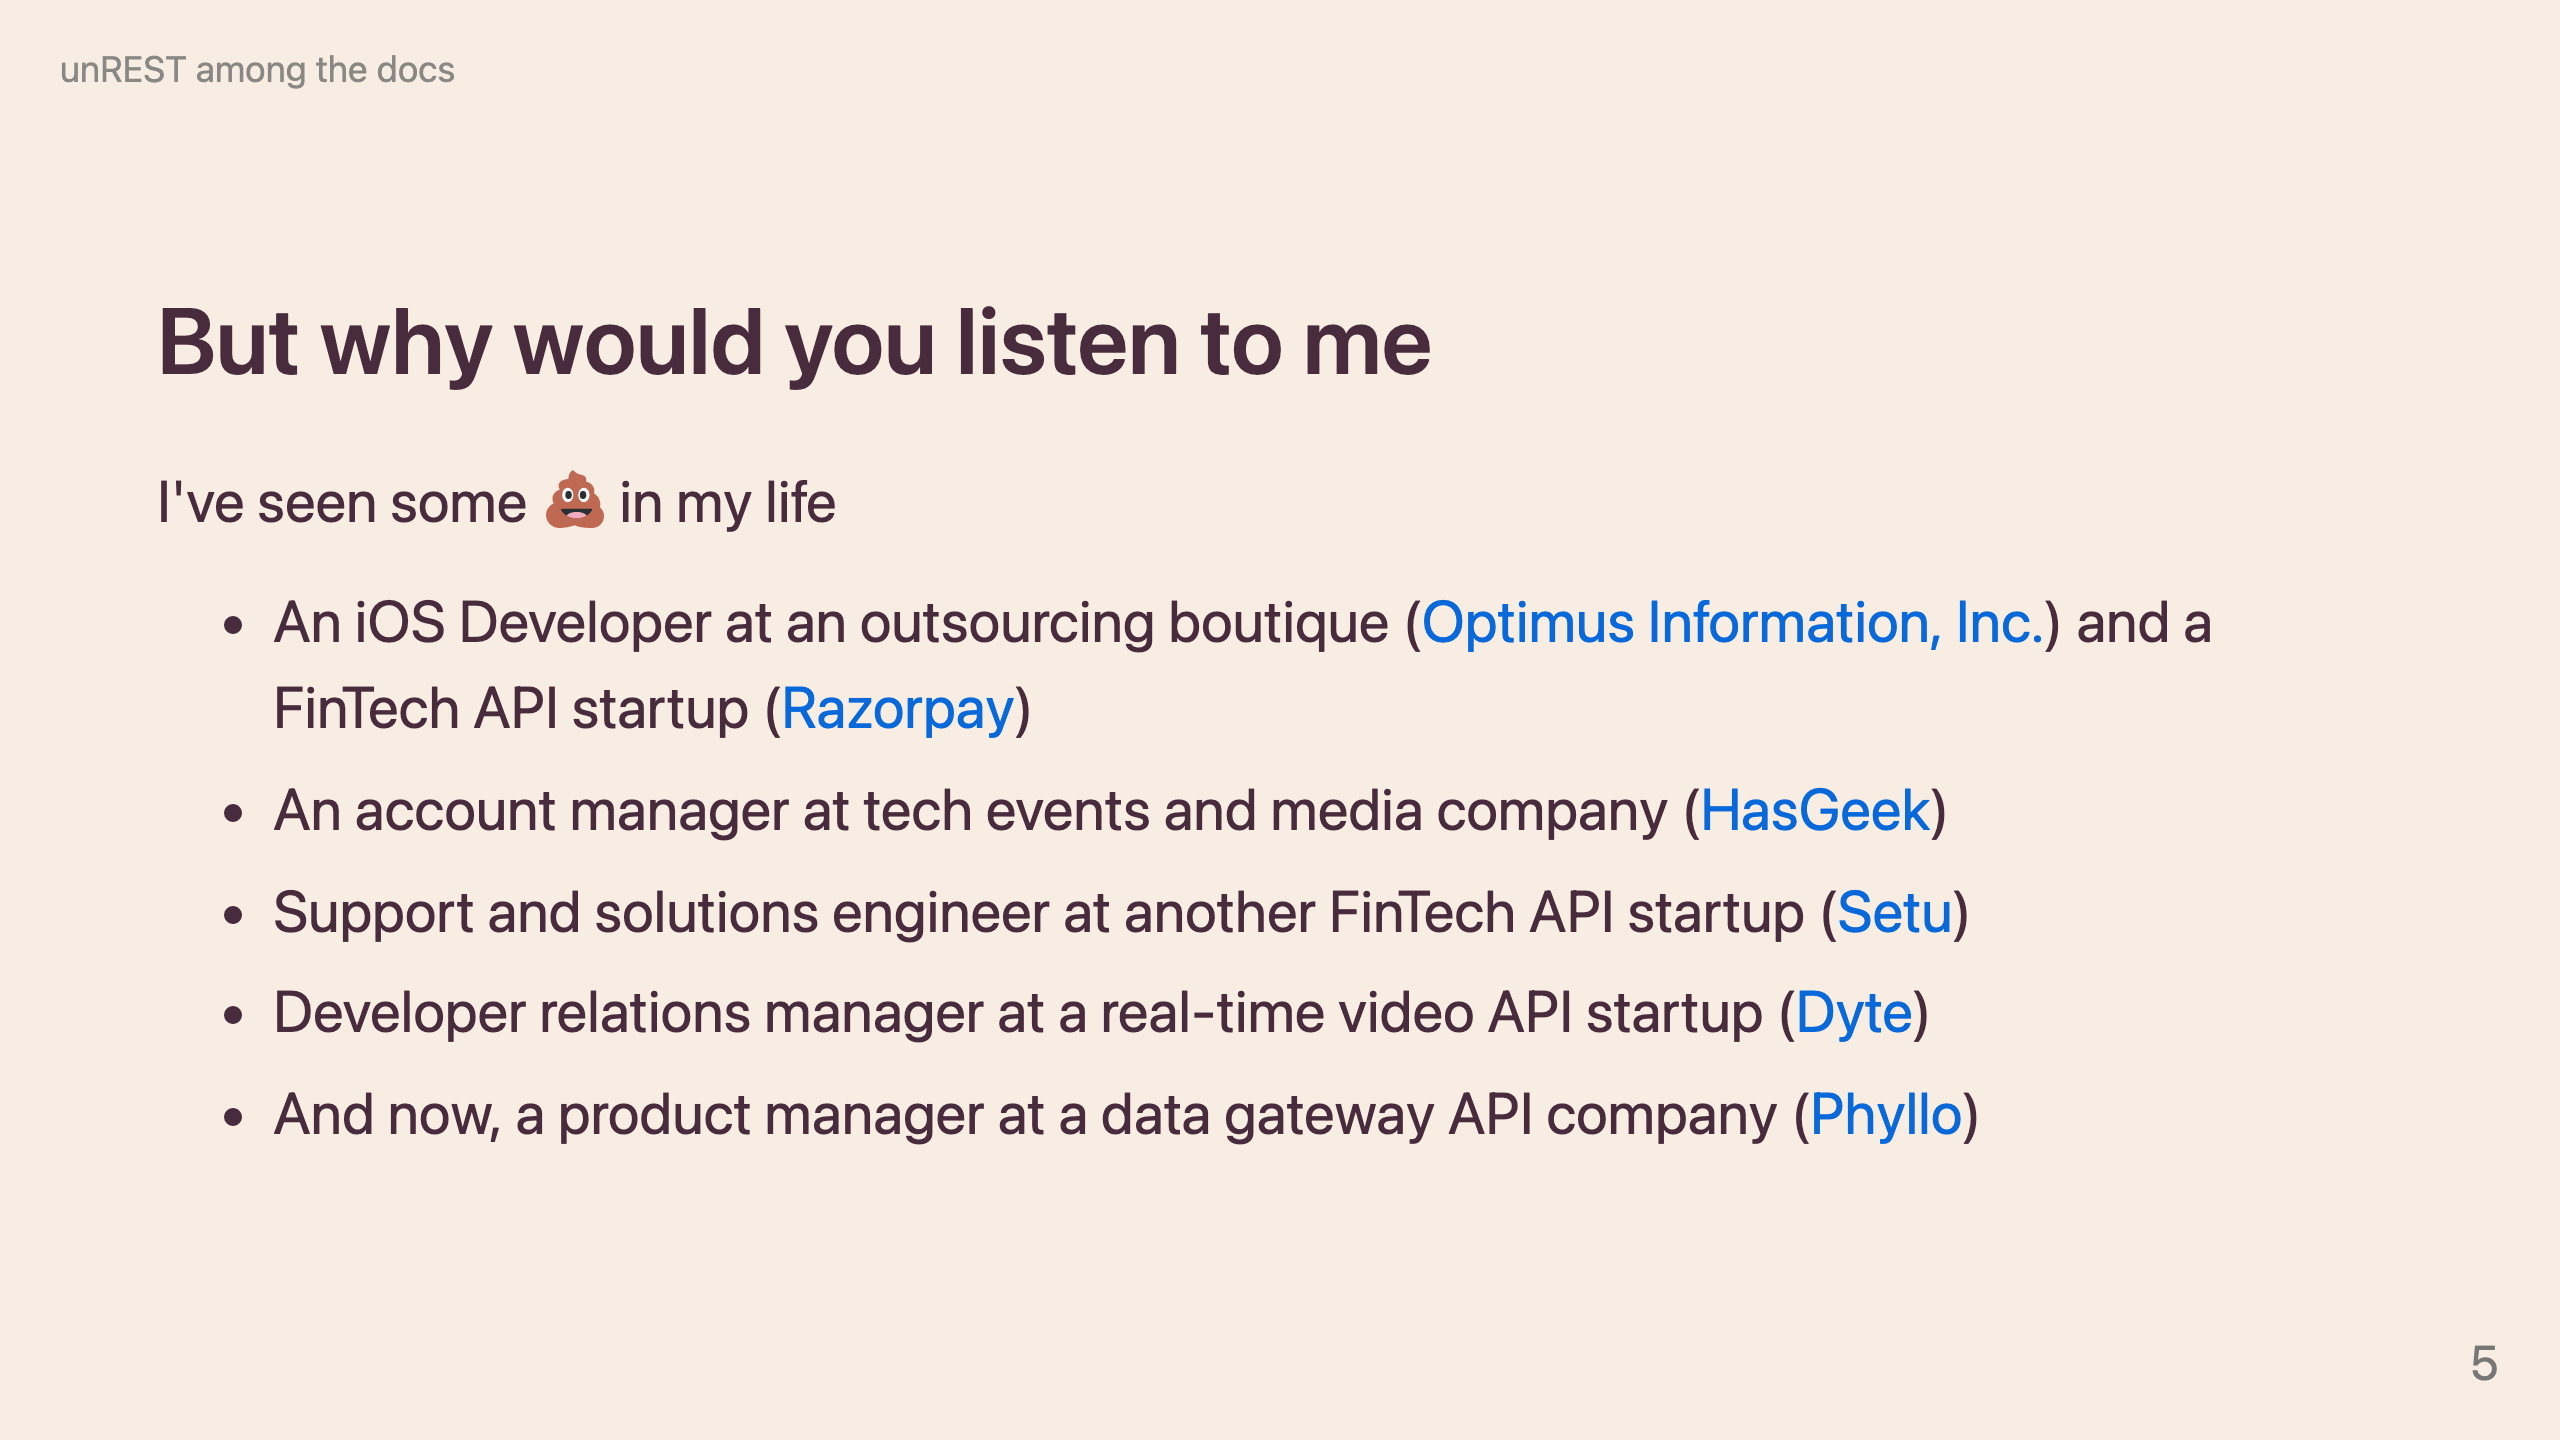 unREST among the docs
But why would you listen to me
I've seen some 💩 in my life
• An iOS Developer at an outsourcing boutique (Optimus Information, Inc.) and a
FinTech API startup (Razorpay)
• An account manager at tech events and media company (HasGeek)
• Support and solutions engineer at another FinTech API startup (Setu)
• Developer relations manager at a real-time video API startup (Dyte)
• And now, a product manager at a data gateway API company (Phyllo)
5